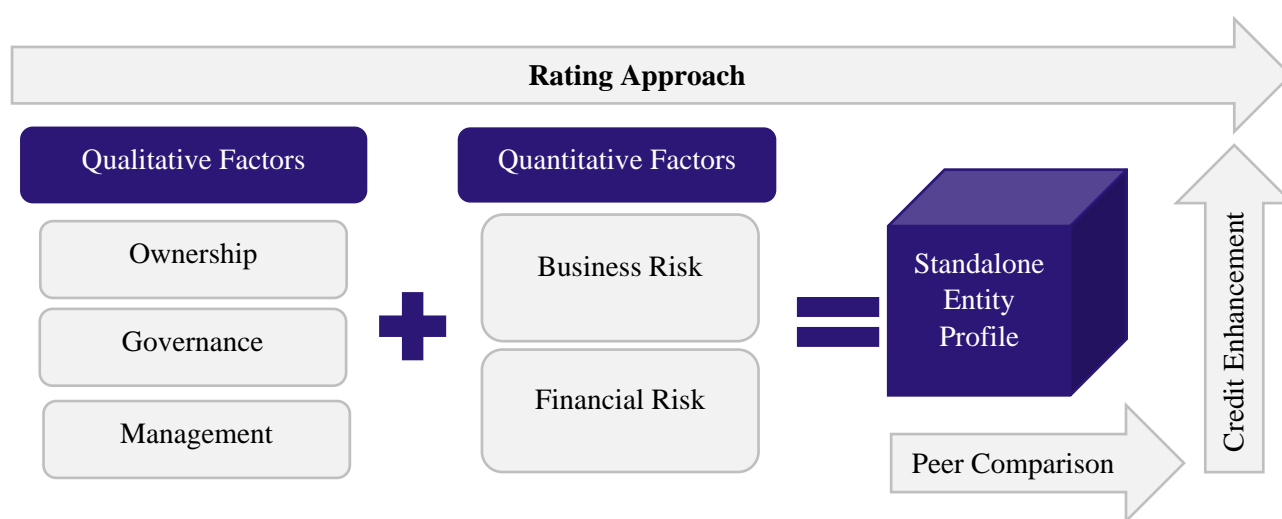 Rating Approach
Qualitative Factors
Ownership
Governance
Management
Quantitative Factors
Business Risk
Financial Risk
Standalone
Entity
Profile
Peer Comparison
Credit Enhancement